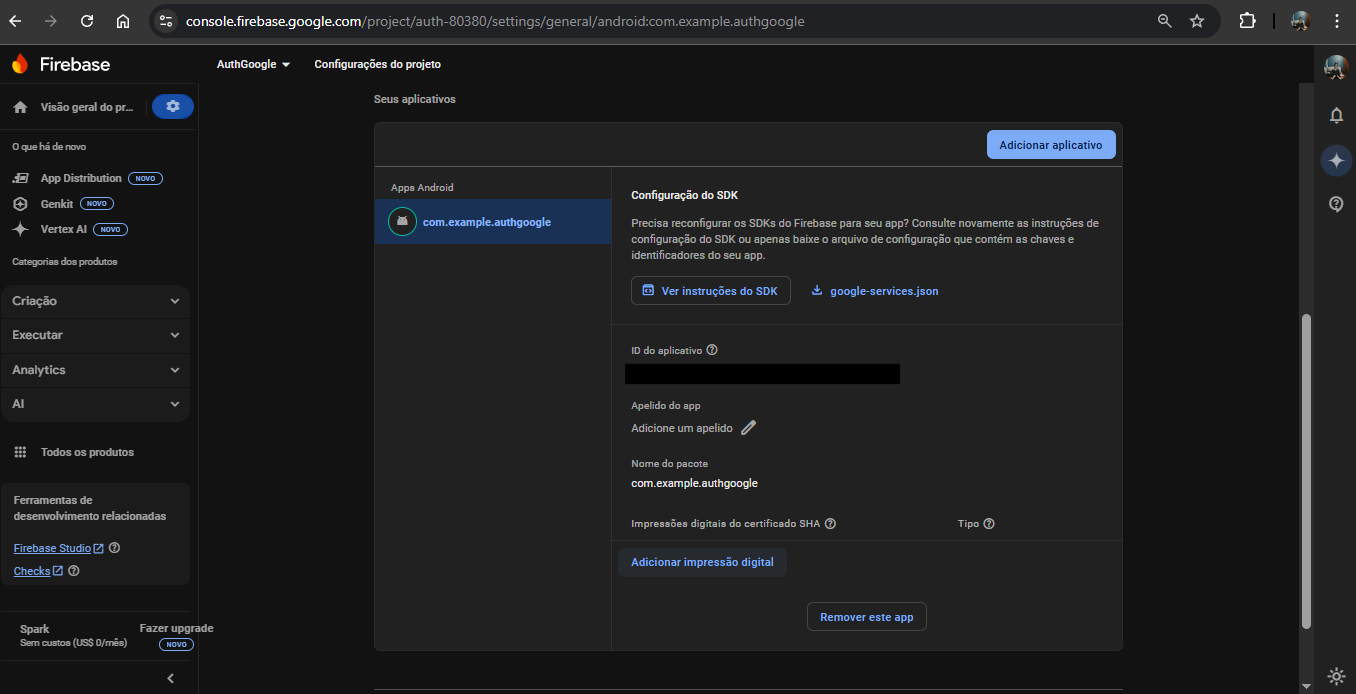 console.firebase.google.com/project/auth-80380/settings/general/android:com.example.authgoogle
Firebase
AuthGoogle
Configurações do projeto
Visão geral do pr...
O que há de novo
App Distribution NOVO
Genkit NOVO
Vertex AI NOVO
Categorias dos produtos
Criação
Executar
Analytics
AI
Todos os produtos
Ferramentas de
desenvolvimento relacionadas
Firebase Studio
Checks
Spark
Sem custos (US$ 0/mês)
Fazer upgrade
NOVO
Seus aplicativos
Adicionar aplicativo
Apps Android
com.example.authgoogle
Configuração do SDK
Precisa reconfigurar os SDKs do Firebase para seu app? Consulte novamente as instruções de
configuração do SDK ou apenas baixe o arquivo de configuração que contém as chaves e
identificadores do seu app.
Ver instruções do SDK
google-services.json
ID do aplicativo
Apelido do app
Adicione um apelido
Nome do pacote
com.example.authgoogle
Impressões digitais do certificado SHA
Tipo
Adicionar impressão digital
Remover este app